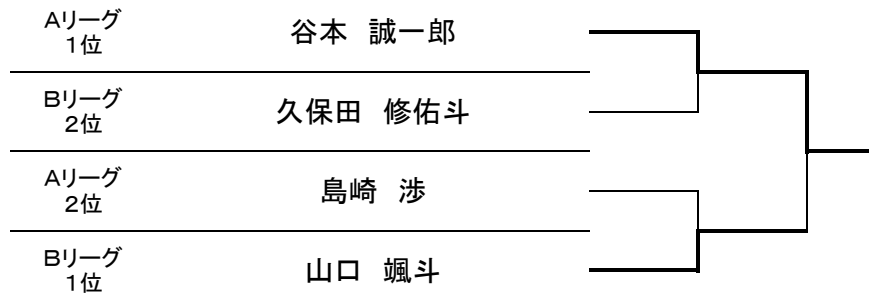 Aリーグ
1位
谷本　誠一郎
Bリーグ
2位
久保田　修佑斗
Aリーグ
2位
島崎　渉
Bリーグ
1位
山口　颯斗